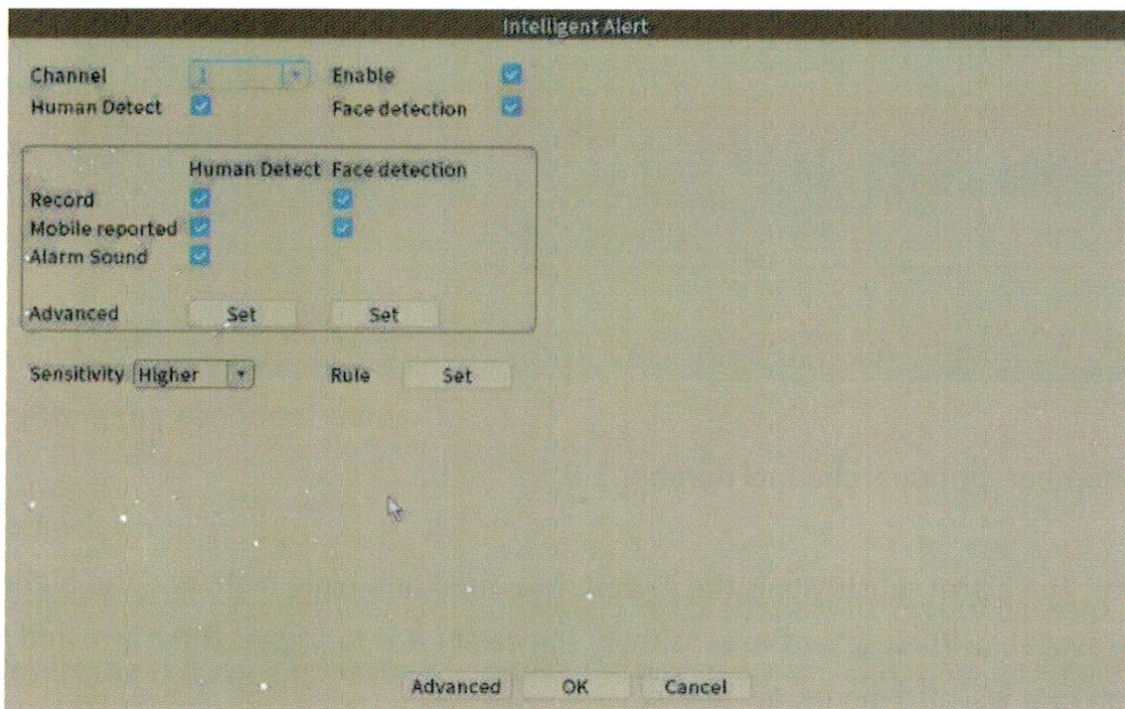 Intelligent Alert
Channel 1 Enable
Human Detect Face detection
Human Detect Face detection
Record
Mobile reported
Alarm Sound
Advanced Set Set
Sensitivity Higher Rule Set
Advanced OK Cancel